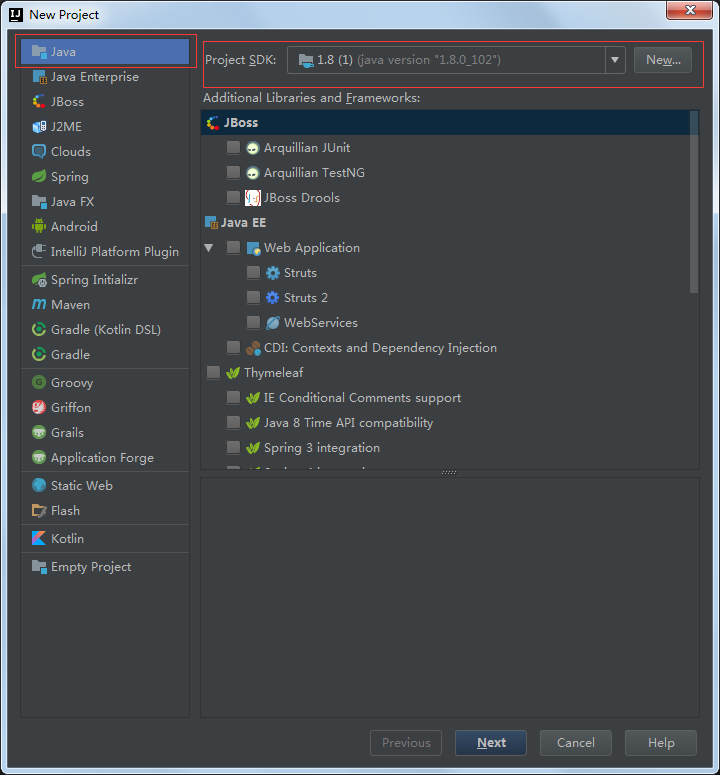 New Project
Java
Java Enterprise
JBoss
J2ME
Clouds
Spring
Java FX
Android
IntelliJ Platform Plugin
Spring Initializr
Maven
Gradle (Kotlin DSL)
Gradle
Groovy
Griffon
Grails
Application Forge
Static Web
Flash
Kotlin
Empty Project
Project SDK: 1.8 (1) (java version "1.8.0_102") New...
Additional Libraries and Frameworks:
JBoss
Arquillian JUnit
Arquillian TestNG
JBoss Drools
Java EE
Web Application
Struts
Struts 2
WebServices
CDI: Contexts and Dependency Injection
Thymeleaf
IE Conditional Comments support
Java 8 Time API compatibility
Spring 3 integration
Previous Next Cancel Help